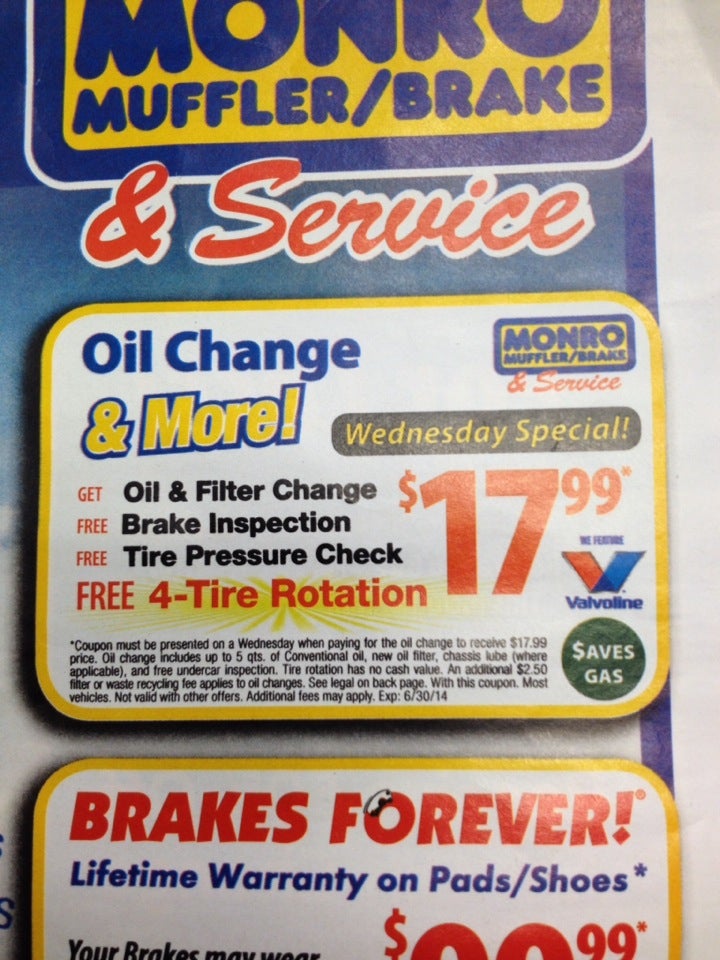 MONRO
MUFFLER/BRAKE
& Service
Oil Change
& More!
MONRO
MUFFLER/BRAKE
& Service
Wednesday Special!
GET Oil & Filter Change
FREE Brake Inspection
FREE Tire Pressure Check
FREE 4-Tire Rotation
$17.99*
WE FEATURE
Valvoline
$AVES
GAS
*Coupon must be presented on a Wednesday when paying for the oil change to receive $17.99
price. Oil change includes up to 5 qts. of Conventional oil, new oil filter, chassis lube (where
applicable), and free undercar inspection. Tire rotation has no cash value. An additional $2.50
filter or waste recycling fee applies to oil changes. See legal on back page. With this coupon. Most
vehicles. Not valid with other offers. Additional fees may apply. Exp: 6/30/14
BRAKES FOREVER!®
Lifetime Warranty on Pads/Shoes*
Your Brakes may wear
$ 99*